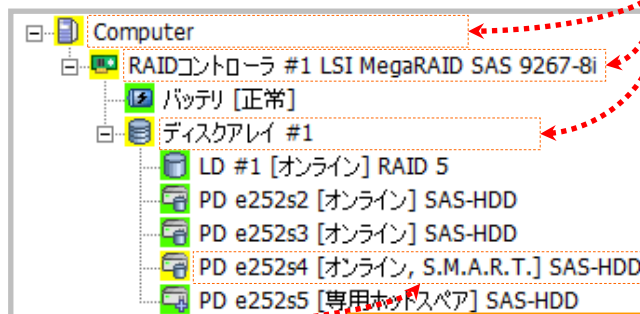 Computer
RAIDコントローラ #1 LSI MegaRAID SAS 9267-8i
バッテリ [正常]
ディスクアレイ #1
LD #1 [オンライン] RAID 5
PD e252s2 [オンライン] SAS-HDD
PD e252s3 [オンライン] SAS-HDD
PD e252s4 [オンライン, S.M.A.R.T.] SAS-HDD
PD e252s5 [専用ホットスペア] SAS-HDD